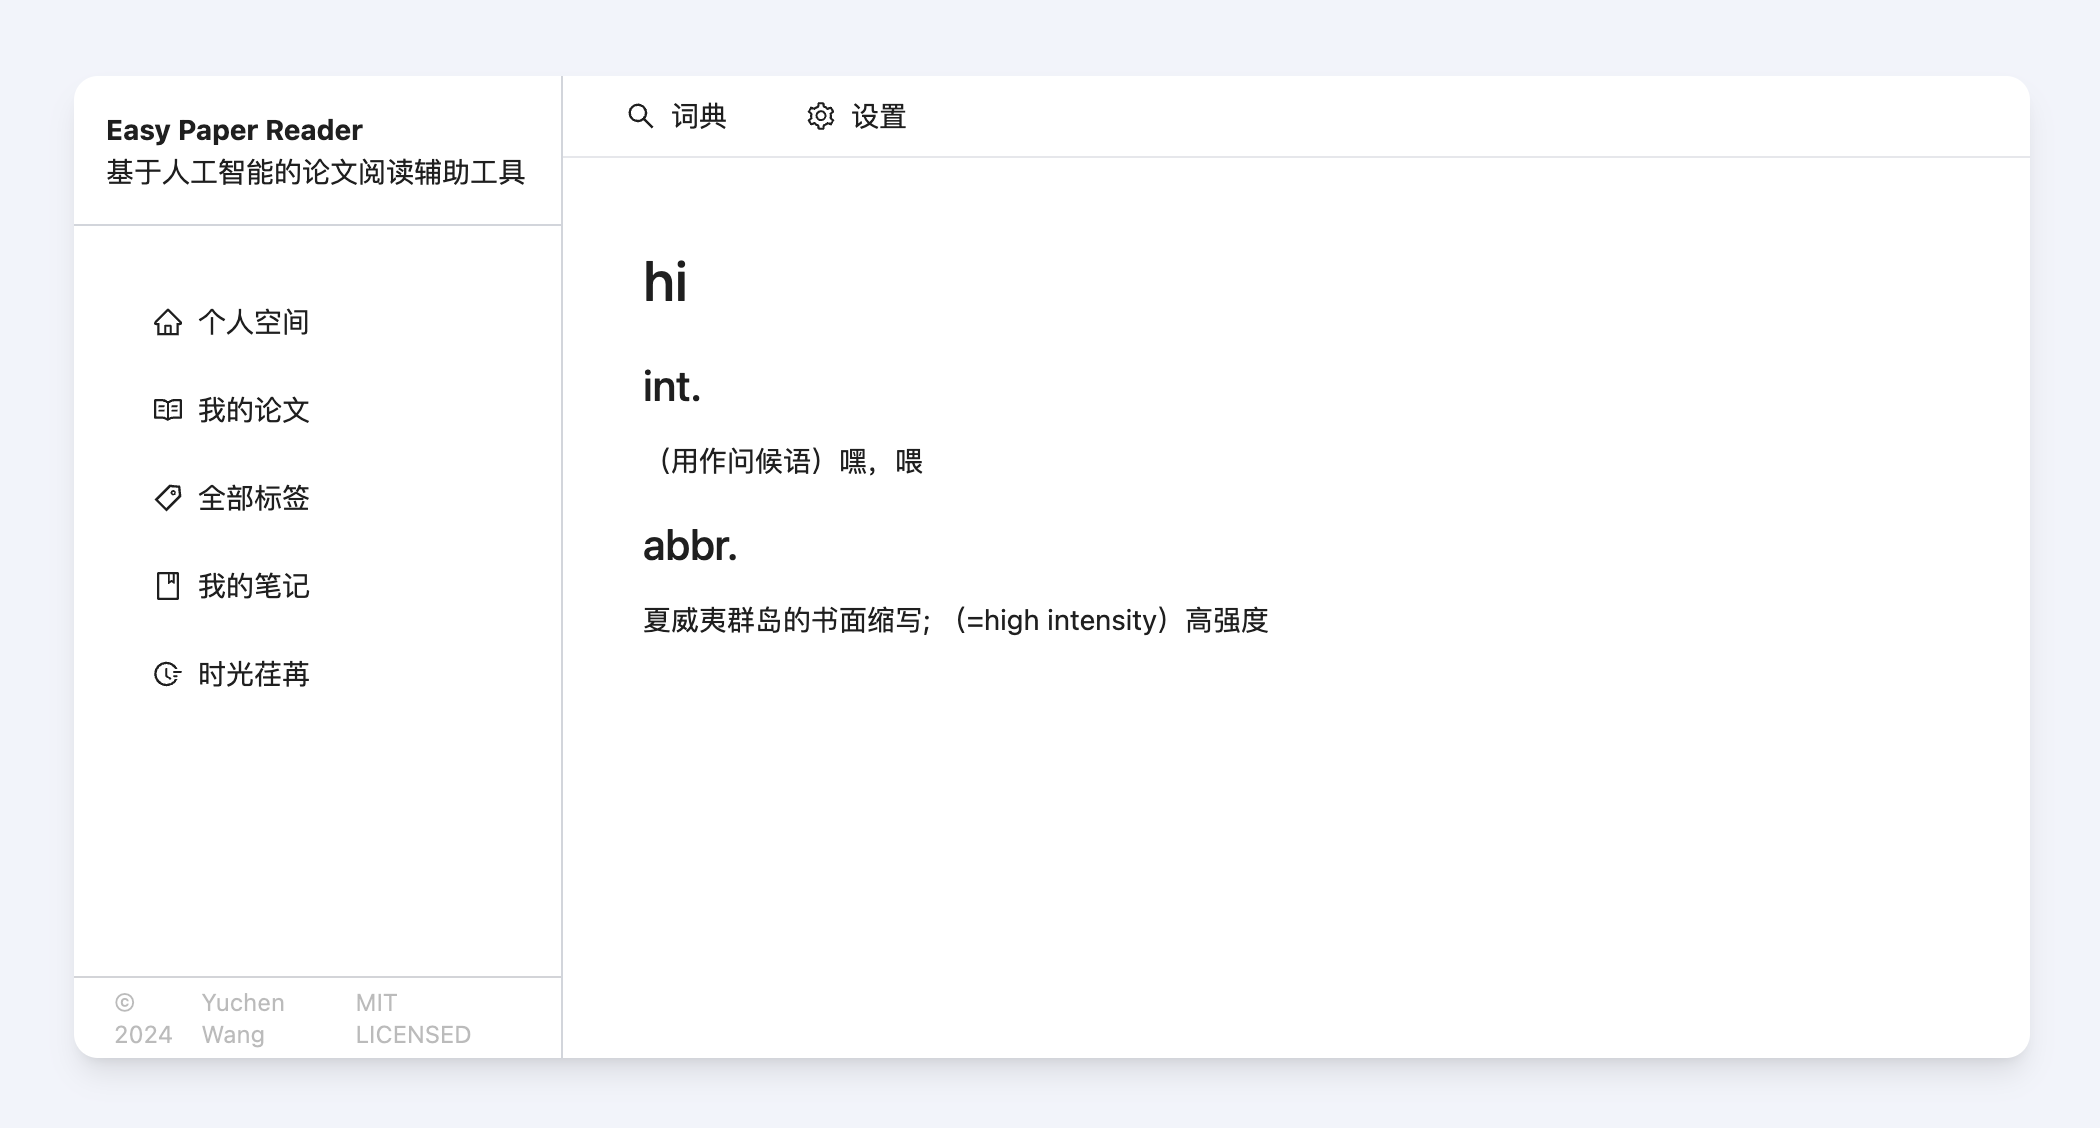 Easy Paper Reader
基于人工智能的论文阅读辅助工具
个人空间
我的论文
全部标签
我的笔记
时光荏苒
© 2024
Yuchen Wang
MIT LICENSED
词典
设置
hi
int.
（用作问候语）嘿，喂
abbr.
夏威夷群岛的书面缩写；（=high intensity）高强度